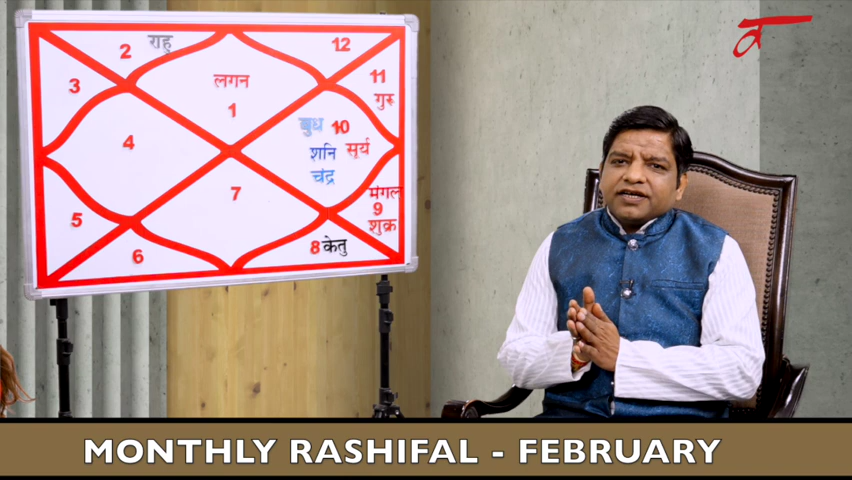 2 राहु
12
3
लगन
11
गुरु
1
4
बुध 10
शनि सूर्य
चंद्र
7
मंगल
9
5
शुक्र
6
8 केतु
MONTHLY RASHIFAL - FEBRUARY